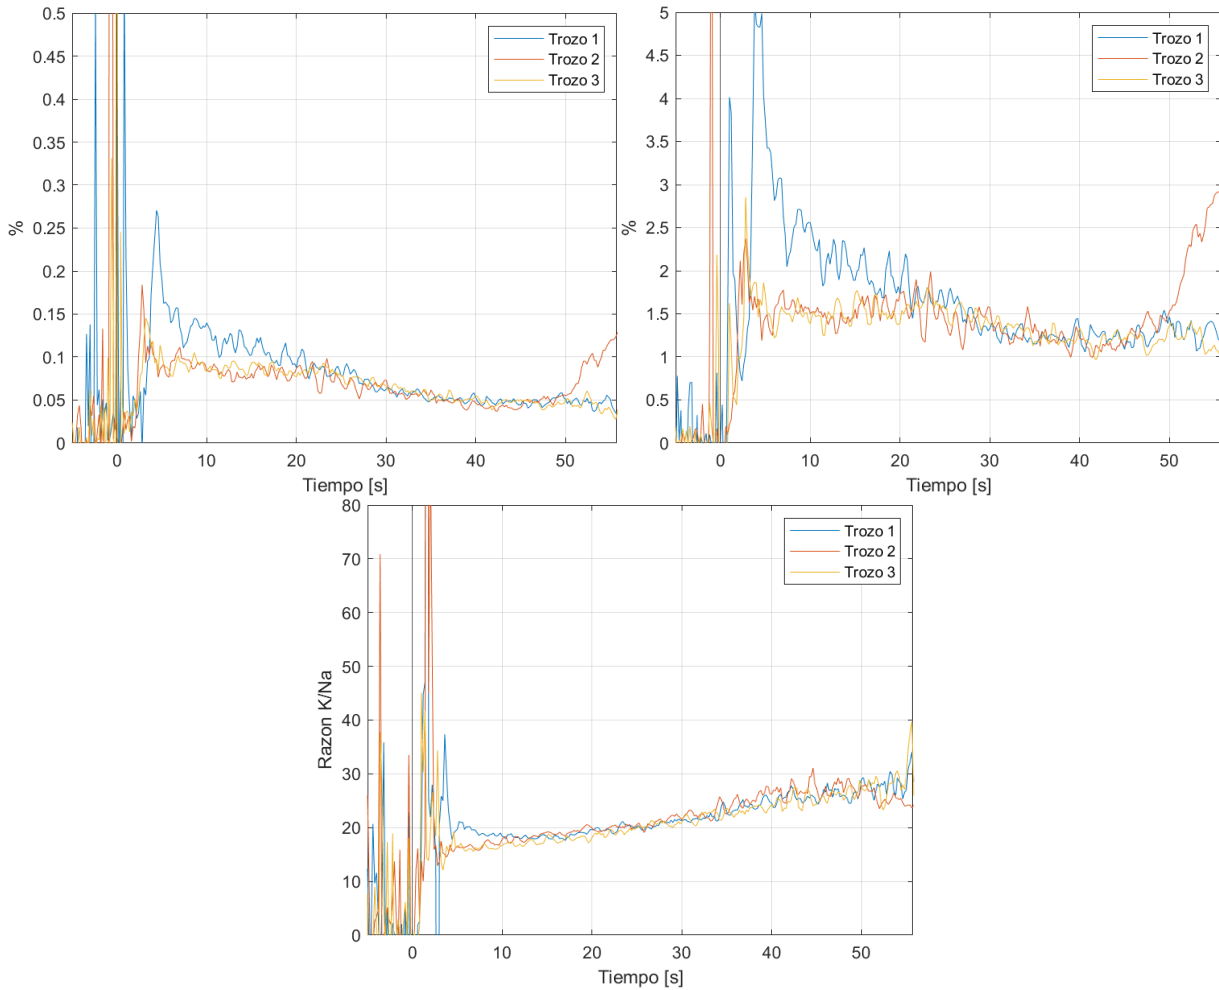 0.5
0.45
0.4
0.35
0.3
0.25
0.2
0.15
0.1
0.05
0
%
0 10 20 30 40 50
Tiempo [s]
Trozo 1
Trozo 2
Trozo 3
5
4.5
4
3.5
3
2.5
2
1.5
1
0.5
0
%
0 10 20 30 40 50
Tiempo [s]
Trozo 1
Trozo 2
Trozo 3
80
70
60
50
40
30
20
10
0
Razon K/Na
0 10 20 30 40 50
Tiempo [s]
Trozo 1
Trozo 2
Trozo 3